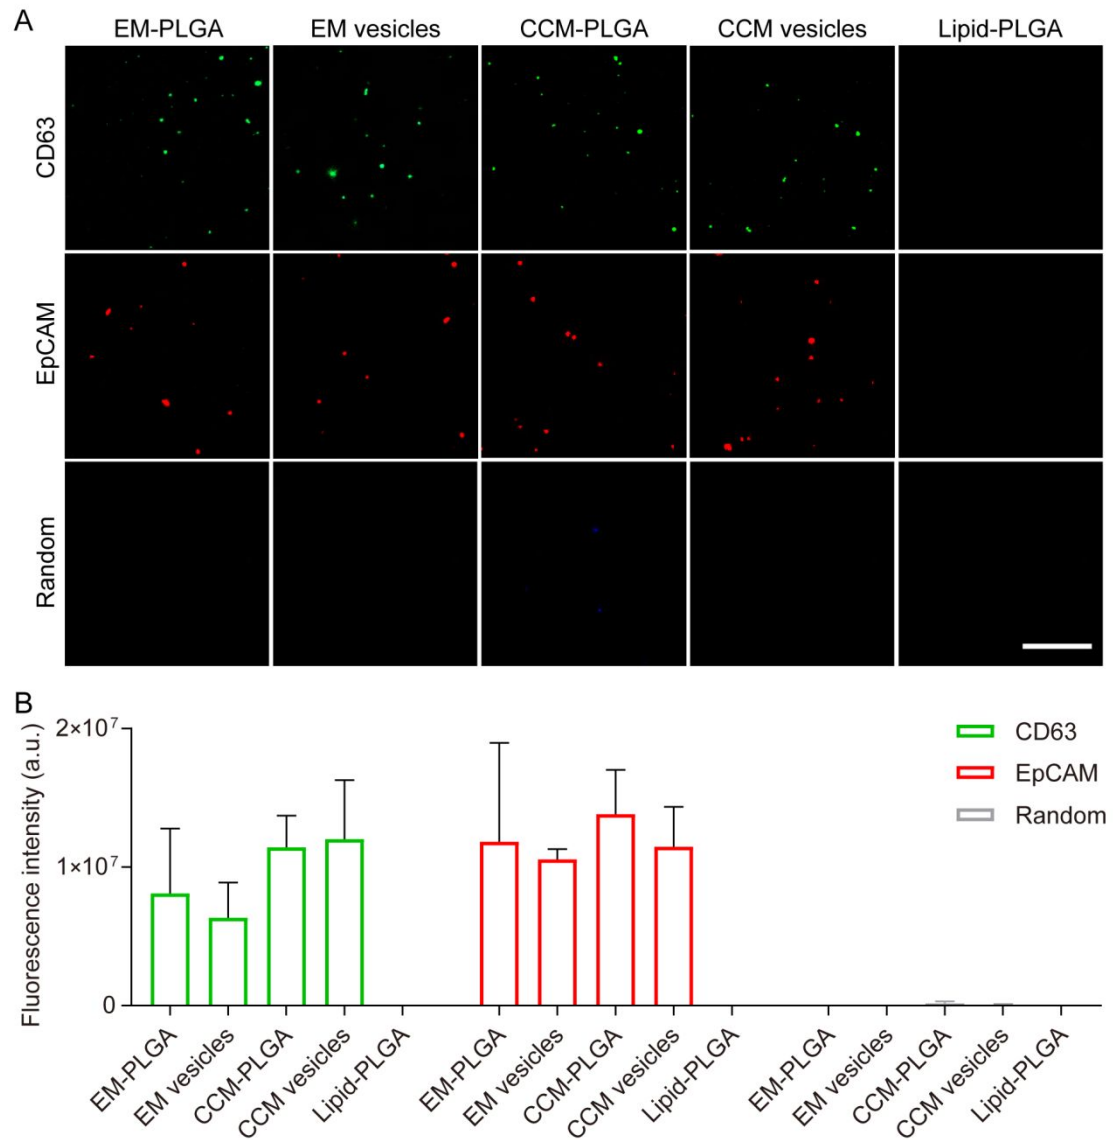 A
EM-PLGA EM vesicles CCM-PLGA CCM vesicles Lipid-PLGA
CD63
EpCAM
Random
B
Fluorescence intensity (a.u.)
2×10⁷
1×10⁷
0
CD63
EpCAM
Random
EM-PLGA
EM vesicles
CCM-PLGA
CCM vesicles
Lipid-PLGA
EM-PLGA
EM vesicles
CCM-PLGA
CCM vesicles
Lipid-PLGA
EM-PLGA
EM vesicles
CCM-PLGA
CCM vesicles
Lipid-PLGA